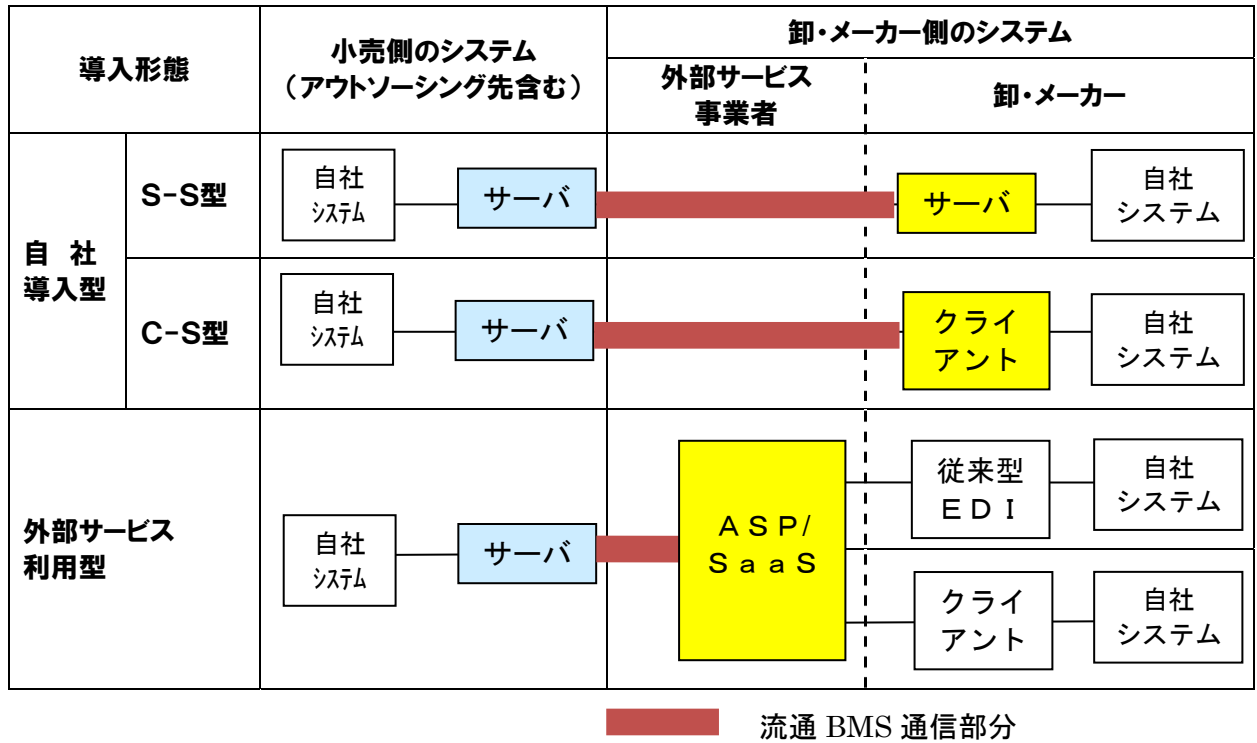 導入形態
小売側のシステム
（アウトソーシング先含む）
卸・メーカー側のシステム
外部サービス
事業者
卸・メーカー
自　社
導入型
S-S型
自社
ｼｽﾃﾑ
サーバ
サーバ
自社
システム
C-S型
自社
ｼｽﾃﾑ
サーバ
クライ
アント
自社
システム
外部サービス
利用型
自社
ｼｽﾃﾑ
サーバ
ＡＳＰ/
ＳａａＳ
従来型
ＥＤＩ
自社
システム
クライ
アント
自社
システム
流通 BMS 通信部分